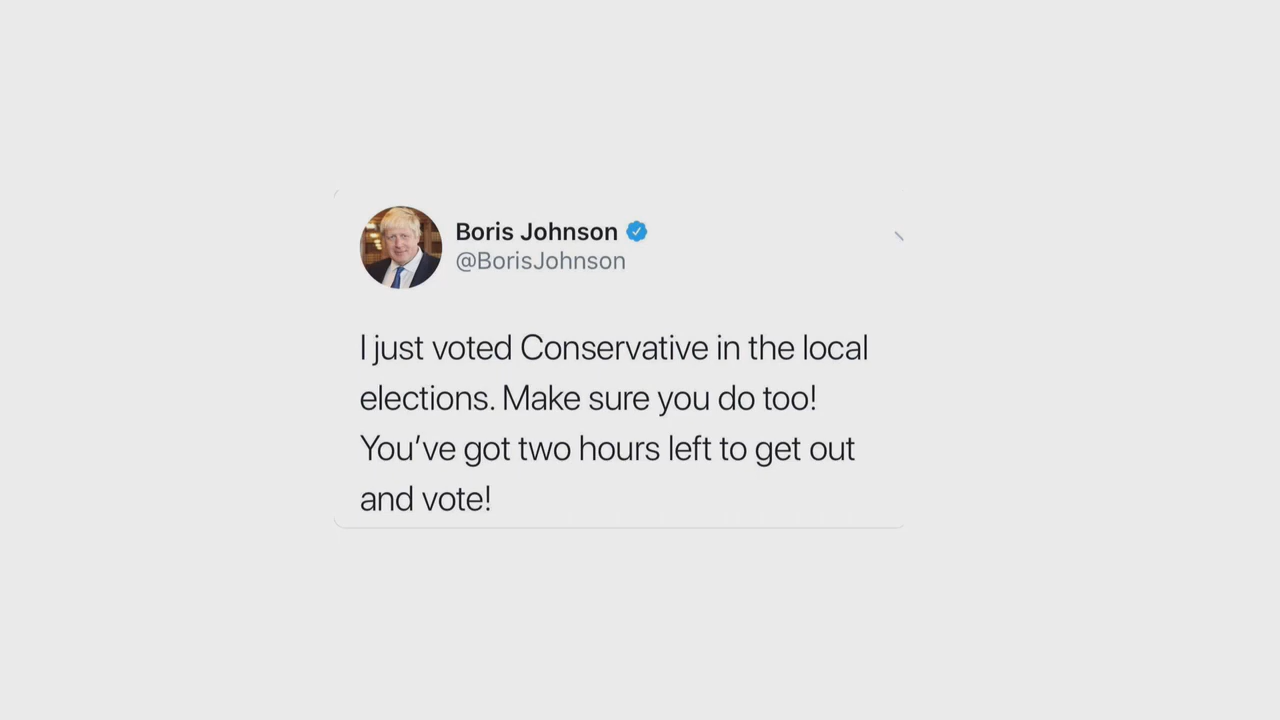 Boris Johnson
@BorisJohnson
I just voted Conservative in the local
elections. Make sure you do too!
You’ve got two hours left to get out
and vote!